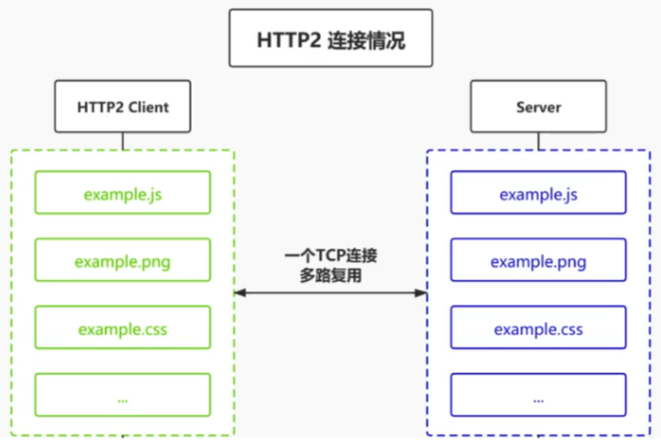 HTTP2 连接情况
HTTP2 Client
Server
example.js
example.png
example.css
...
一个TCP连接
多路复用
example.js
example.png
example.css
...